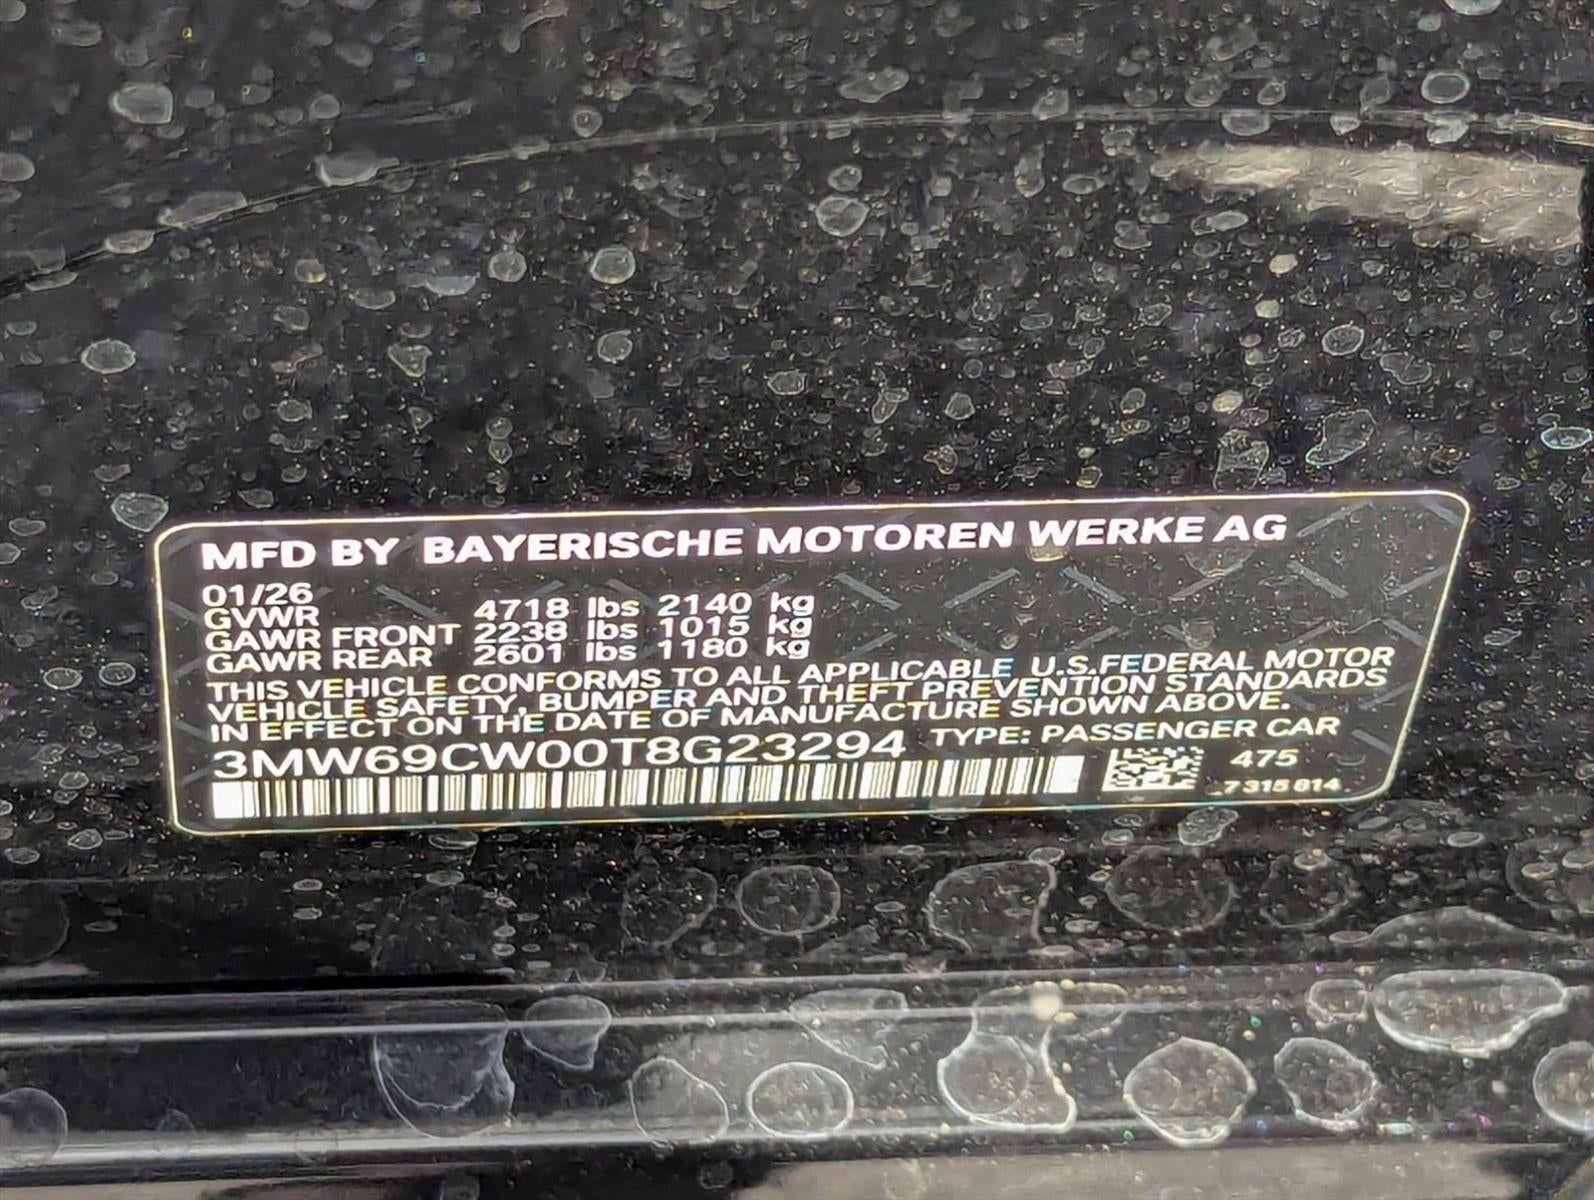 MFD BY BAYERISCHE MOTOREN WERKE AG
01/26
GVWR 4718 lbs 2140 kg
GAWR FRONT 2238 lbs 1015 kg
GAWR REAR 2601 lbs 1180 kg
THIS VEHICLE CONFORMS TO ALL APPLICABLE U.S.FEDERAL MOTOR
VEHICLE SAFETY, BUMPER AND THEFT PREVENTION STANDARDS
IN EFFECT ON THE DATE OF MANUFACTURE SHOWN ABOVE.
3MW69CW00T8G23294 TYPE: PASSENGER CAR
475
7 315 814